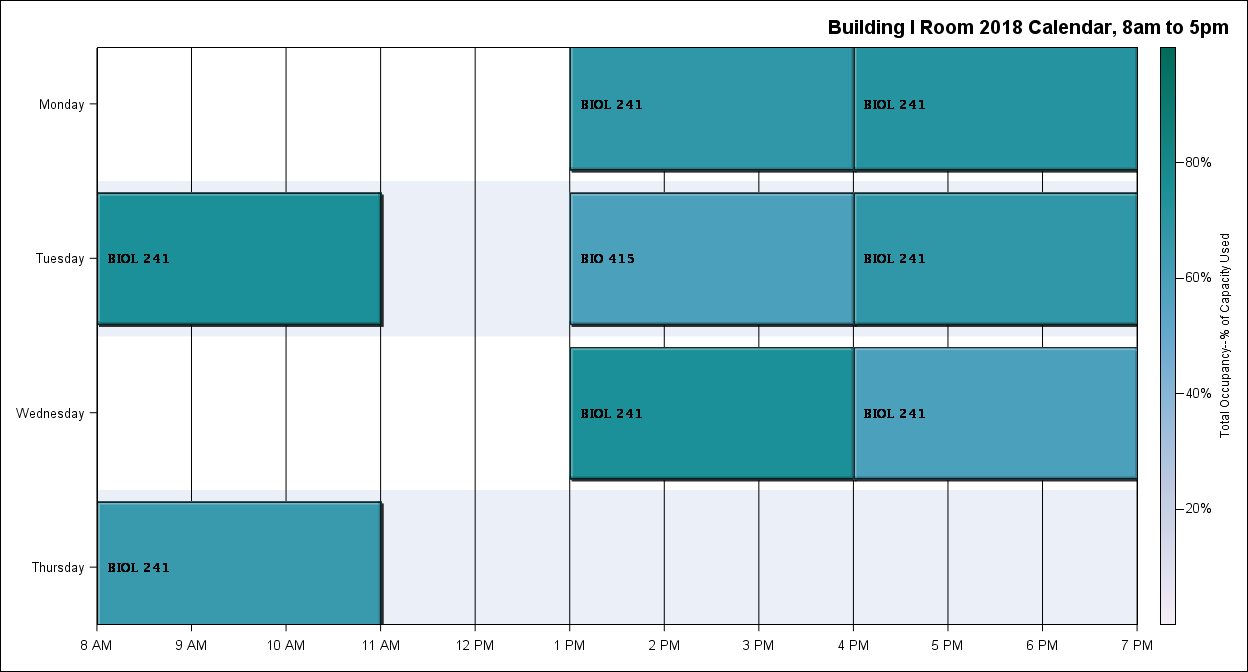 Building I Room 2018 Calendar, 8am to 5pm
Monday
BIOL 241
BIOL 241
Tuesday
BIOL 241
BIO 415
BIOL 241
Wednesday
BIOL 241
BIOL 241
Thursday
BIOL 241
8 AM
9 AM
10 AM
11 AM
12 PM
1 PM
2 PM
3 PM
4 PM
5 PM
6 PM
7 PM
80%
60%
40%
20%
Total Occupancy--% of Capacity Used